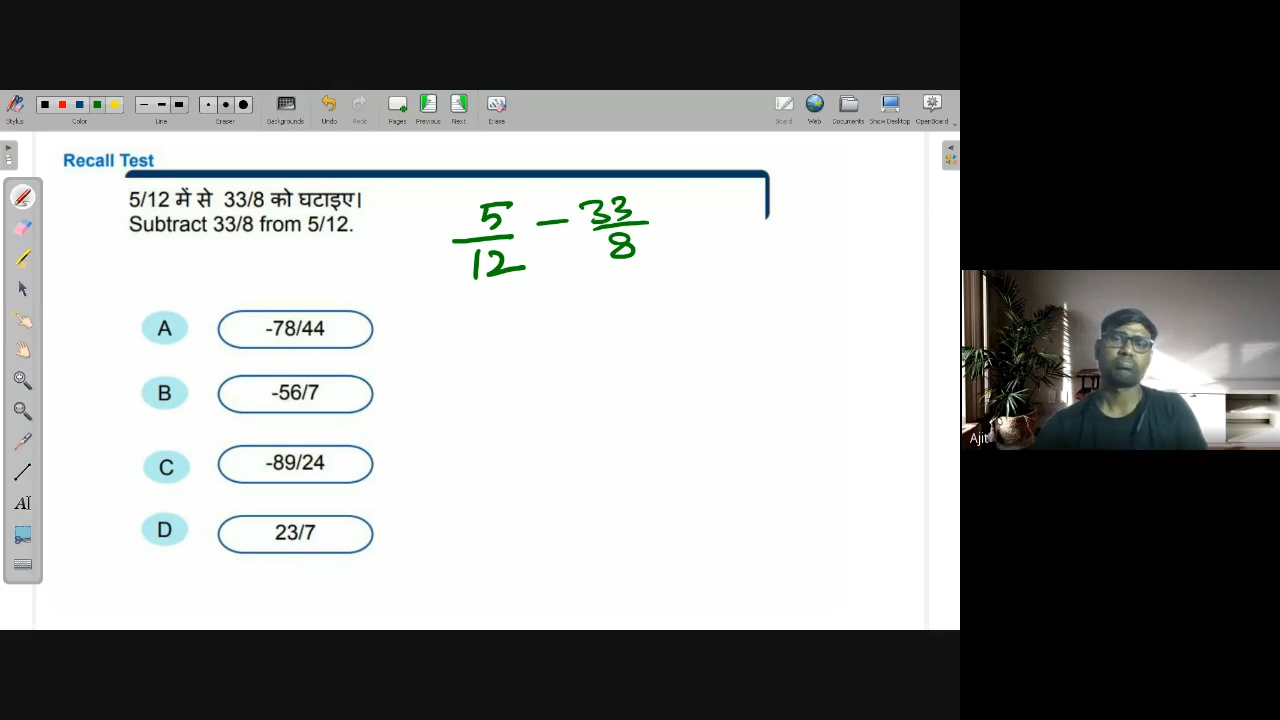 Stylus
Color
Line
Eraser
Backgrounds
Undo
Redo
Pages
Previous
Next
Erase
Board
Web
Documents
Show Desktop
OpenBoard
Recall Test
5/12 में से 33/8 को घटाइए।
Subtract 33/8 from 5/12.
5/12 - 33/8
A -78/44
B -56/7
C -89/24
D 23/7
AI
Ajit